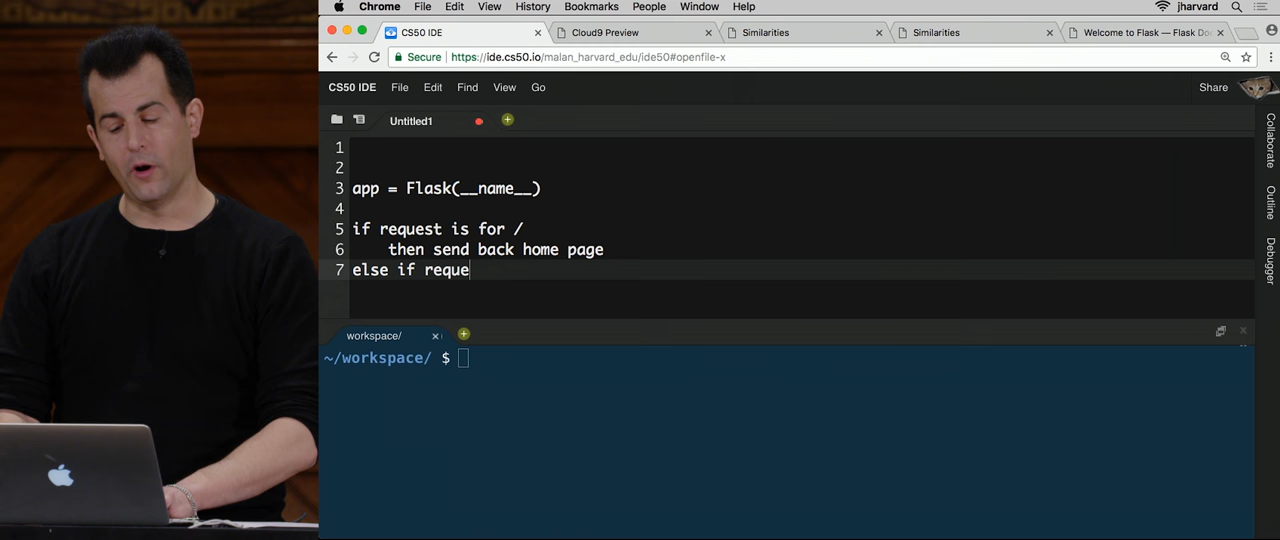 Chrome File Edit View History Bookmarks People Window Help jharvard
CS50 IDE Cloud9 Preview Similarities Similarities Welcome to Flask — Flask Do
Secure https://ide.cs50.io/malan_harvard_edu/ide50#openfile-x
CS50 IDE File Edit Find View Go Share
Untitled1
1
2
3 app = Flask(__name__)
4
5 if request is for /
6 then send back home page
7 else if reque
workspace/
~/workspace/ $
Collaborate
Outline
Debugger